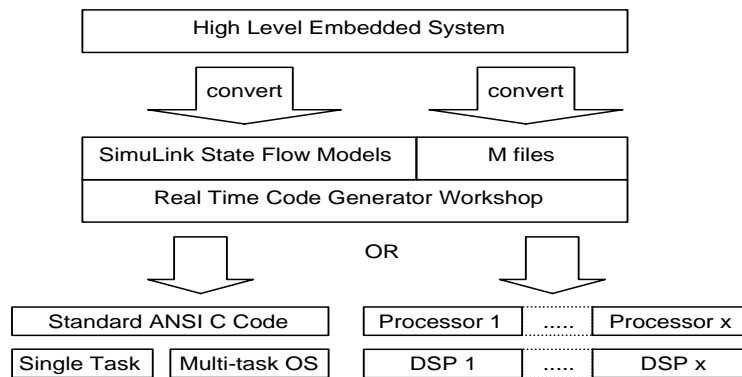 High Level Embedded System
convert convert
SimuLink State Flow Models M files
Real Time Code Generator Workshop
OR
Standard ANSI C Code Processor 1 ..... Processor x
Single Task Multi-task OS DSP 1 ..... DSP x